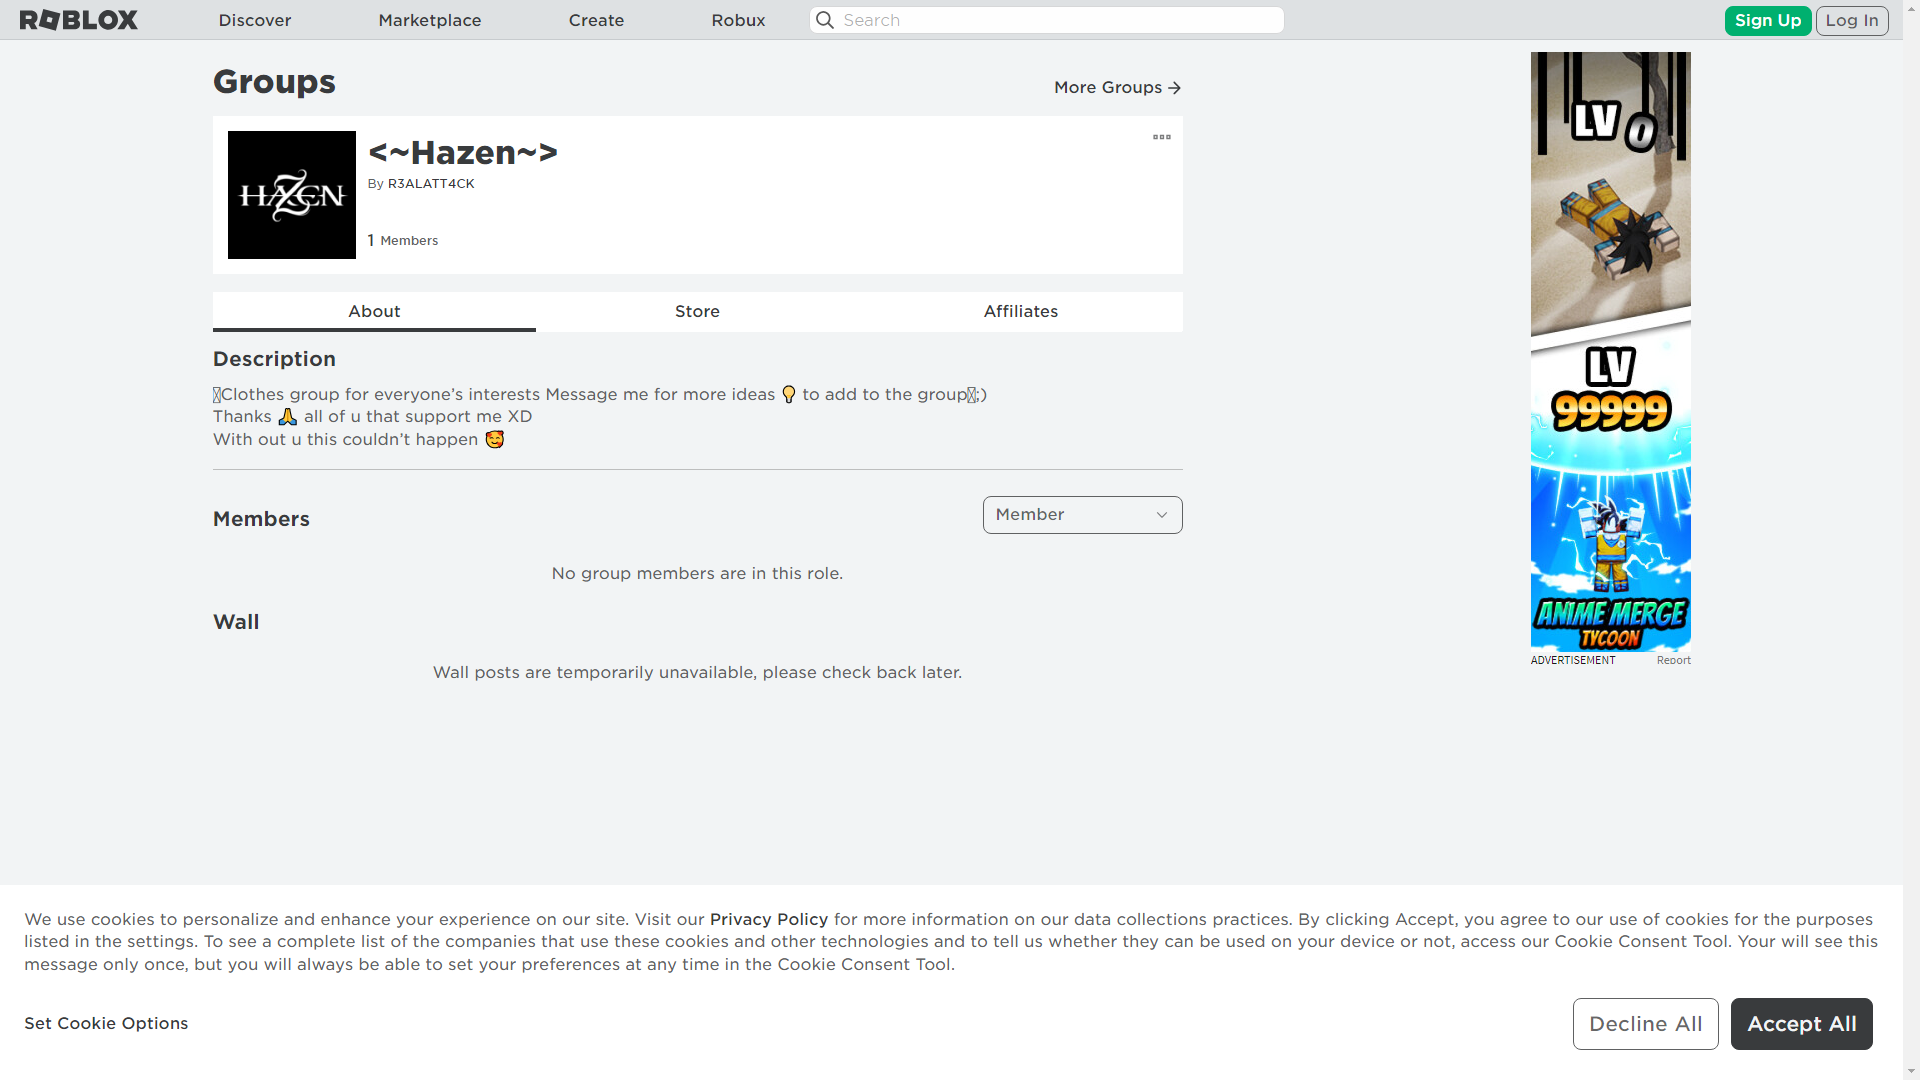 ROBLOX
Discover
Marketplace
Create
Robux
Search
Sign Up
Log In
Groups
More Groups
HAZEN
<~Hazen~>
By R3ALATT4CK
1 Members
About
Store
Affiliates
Description
Clothes group for everyone’s interests Message me for more ideas 💡 to add to the group;)
Thanks 🙏 all of u that support me XD
With out u this couldn’t happen 🥰
Members
Member
No group members are in this role.
Wall
Wall posts are temporarily unavailable, please check back later.
LV 0
LV
99999
ANIME MERGE
TYCOON
ADVERTISEMENT
Report
We use cookies to personalize and enhance your experience on our site. Visit our Privacy Policy for more information on our data collections practices. By clicking Accept, you agree to our use of cookies for the purposes
listed in the settings. To see a complete list of the companies that use these cookies and other technologies and to tell us whether they can be used on your device or not, access our Cookie Consent Tool. Your will see this
message only once, but you will always be able to set your preferences at any time in the Cookie Consent Tool.
Set Cookie Options
Decline All
Accept All